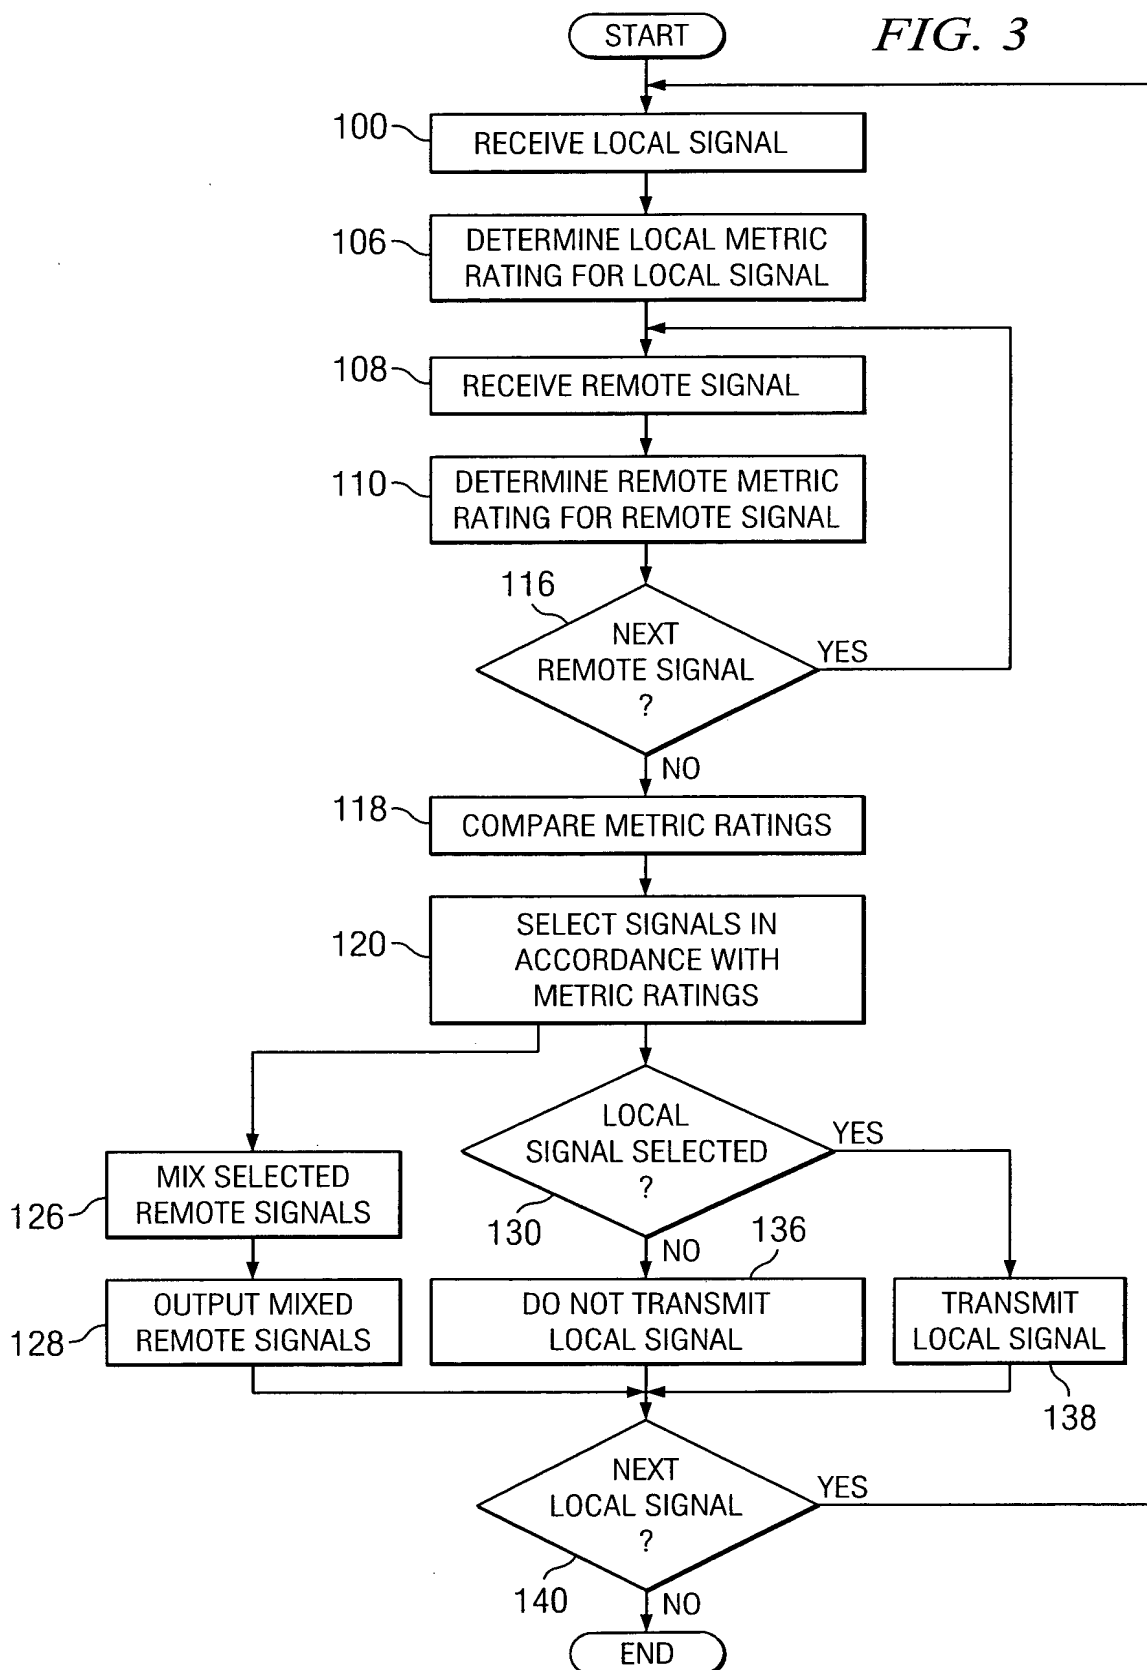 START
FIG. 3
100
RECEIVE LOCAL SIGNAL
106
DETERMINE LOCAL METRIC
RATING FOR LOCAL SIGNAL
108
RECEIVE REMOTE SIGNAL
110
DETERMINE REMOTE METRIC
RATING FOR REMOTE SIGNAL
116
NEXT
REMOTE SIGNAL
?
YES
NO
118
COMPARE METRIC RATINGS
120
SELECT SIGNALS IN
ACCORDANCE WITH
METRIC RATINGS
LOCAL
SIGNAL SELECTED
?
YES
130
NO
126
MIX SELECTED
REMOTE SIGNALS
136
128
OUTPUT MIXED
REMOTE SIGNALS
DO NOT TRANSMIT
LOCAL SIGNAL
TRANSMIT
LOCAL SIGNAL
138
NEXT
LOCAL SIGNAL
?
YES
140
NO
END